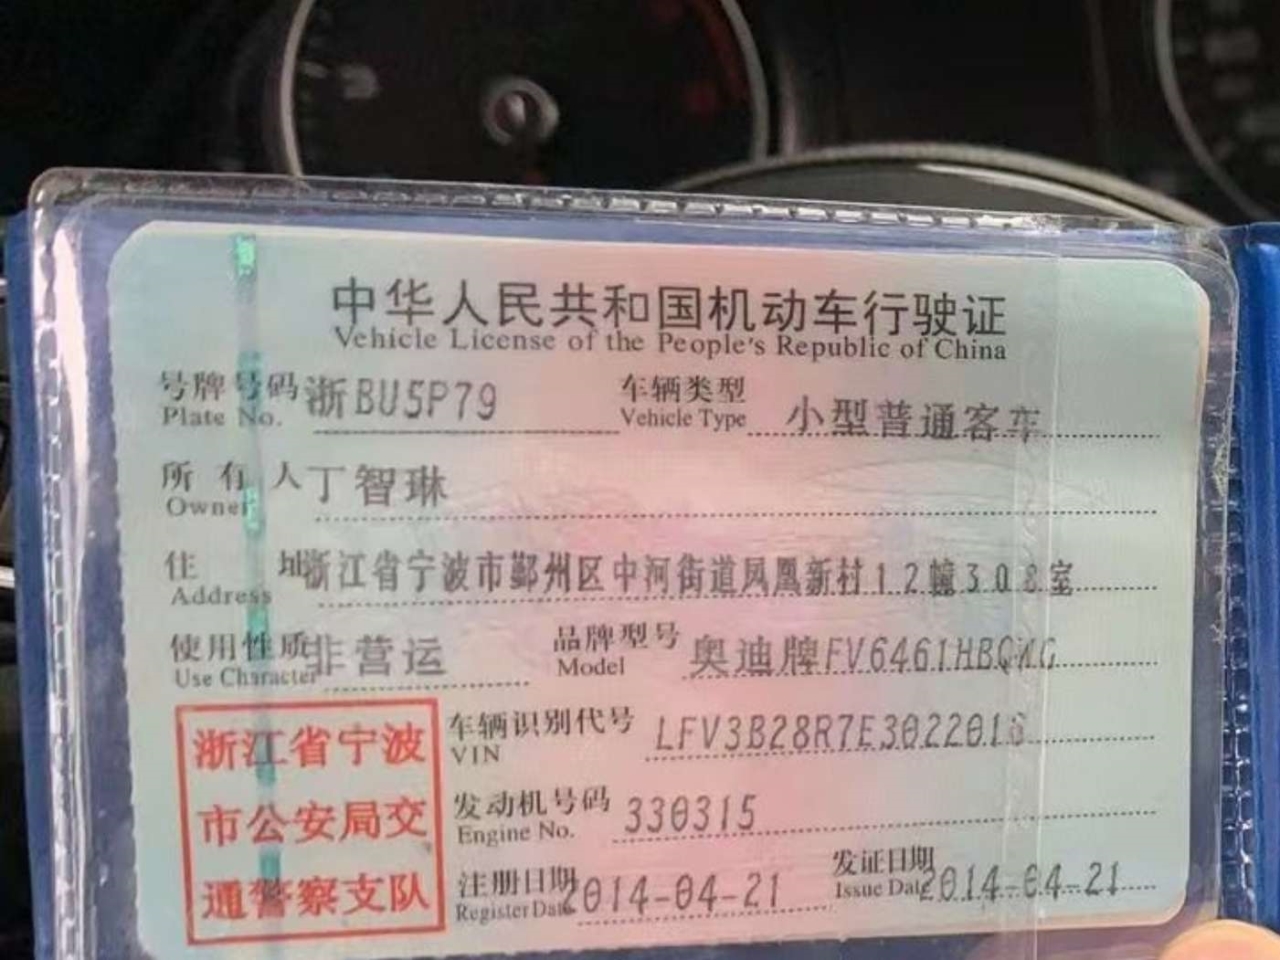 中华人民共和国机动车行驶证
Vehicle License of the People's Republic of China
号牌号码 浙BU5P79 车辆类型 小型普通客车
Plate No. Vehicle Type
所有人 丁智琳
Owner
住址 浙江省宁波市鄞州区中河街道凤凰新村12幢308室
Address
使用性质 非营运 品牌型号 奥迪牌FV6461HBQWG
Use Character Model
浙江省宁波
市公安局交
通警察支队
车辆识别代号 LFV3B28R7E3022016
VIN
发动机号码 330315
Engine No.
注册日期 2014-04-21 发证日期 2014-04-21
Register Date Issue Date